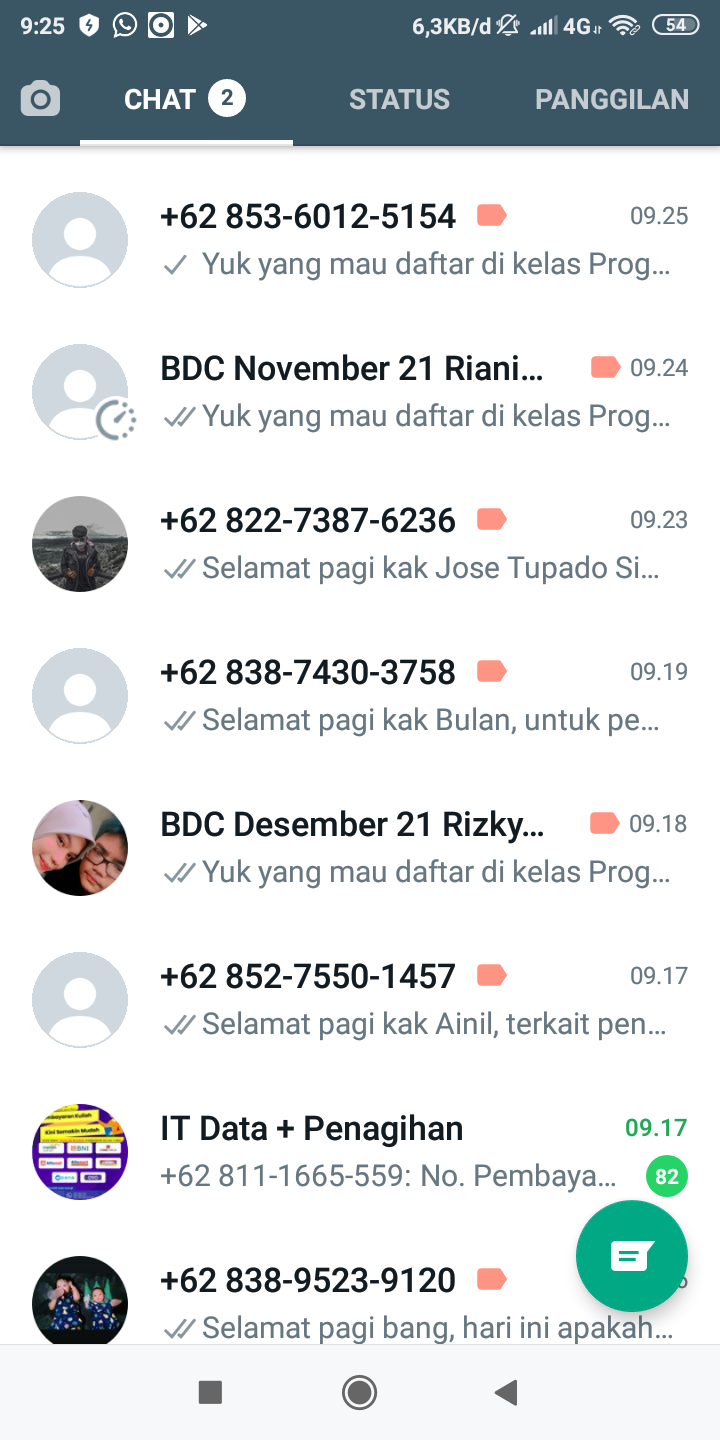 9:25 6,3KB/d 4G 54
CHAT 2 STATUS PANGGILAN
+62 853-6012-5154 09.25
Yuk yang mau daftar di kelas Prog...
BDC November 21 Riani... 09.24
Yuk yang mau daftar di kelas Prog...
+62 822-7387-6236 09.23
Selamat pagi kak Jose Tupado Si...
+62 838-7430-3758 09.19
Selamat pagi kak Bulan, untuk pe...
BDC Desember 21 Rizky... 09.18
Yuk yang mau daftar di kelas Prog...
+62 852-7550-1457 09.17
Selamat pagi kak Ainil, terkait pen...
IT Data + Penagihan 09.17
+62 811-1665-559: No. Pembaya... 82
Kini Semakin Mudah
BNI
+62 838-9523-9120
Selamat pagi bang, hari ini apakah...